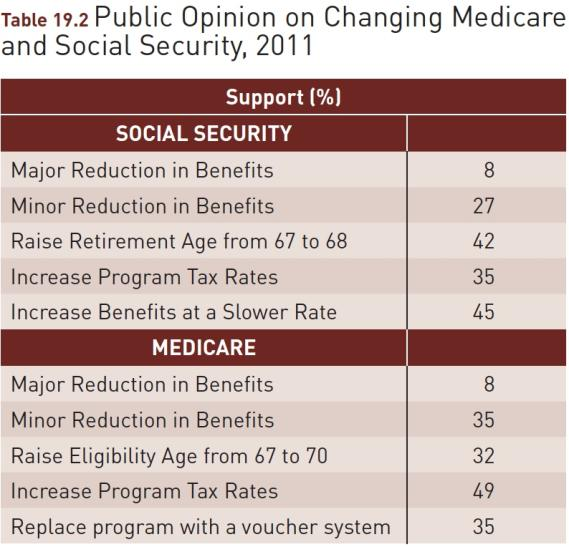 Table 19.2 Public Opinion on Changing Medicare
and Social Security, 2011
Support (%)
SOCIAL SECURITY
Major Reduction in Benefits 8
Minor Reduction in Benefits 27
Raise Retirement Age from 67 to 68 42
Increase Program Tax Rates 35
Increase Benefits at a Slower Rate 45
MEDICARE
Major Reduction in Benefits 8
Minor Reduction in Benefits 35
Raise Eligibility Age from 67 to 70 32
Increase Program Tax Rates 49
Replace program with a voucher system 35